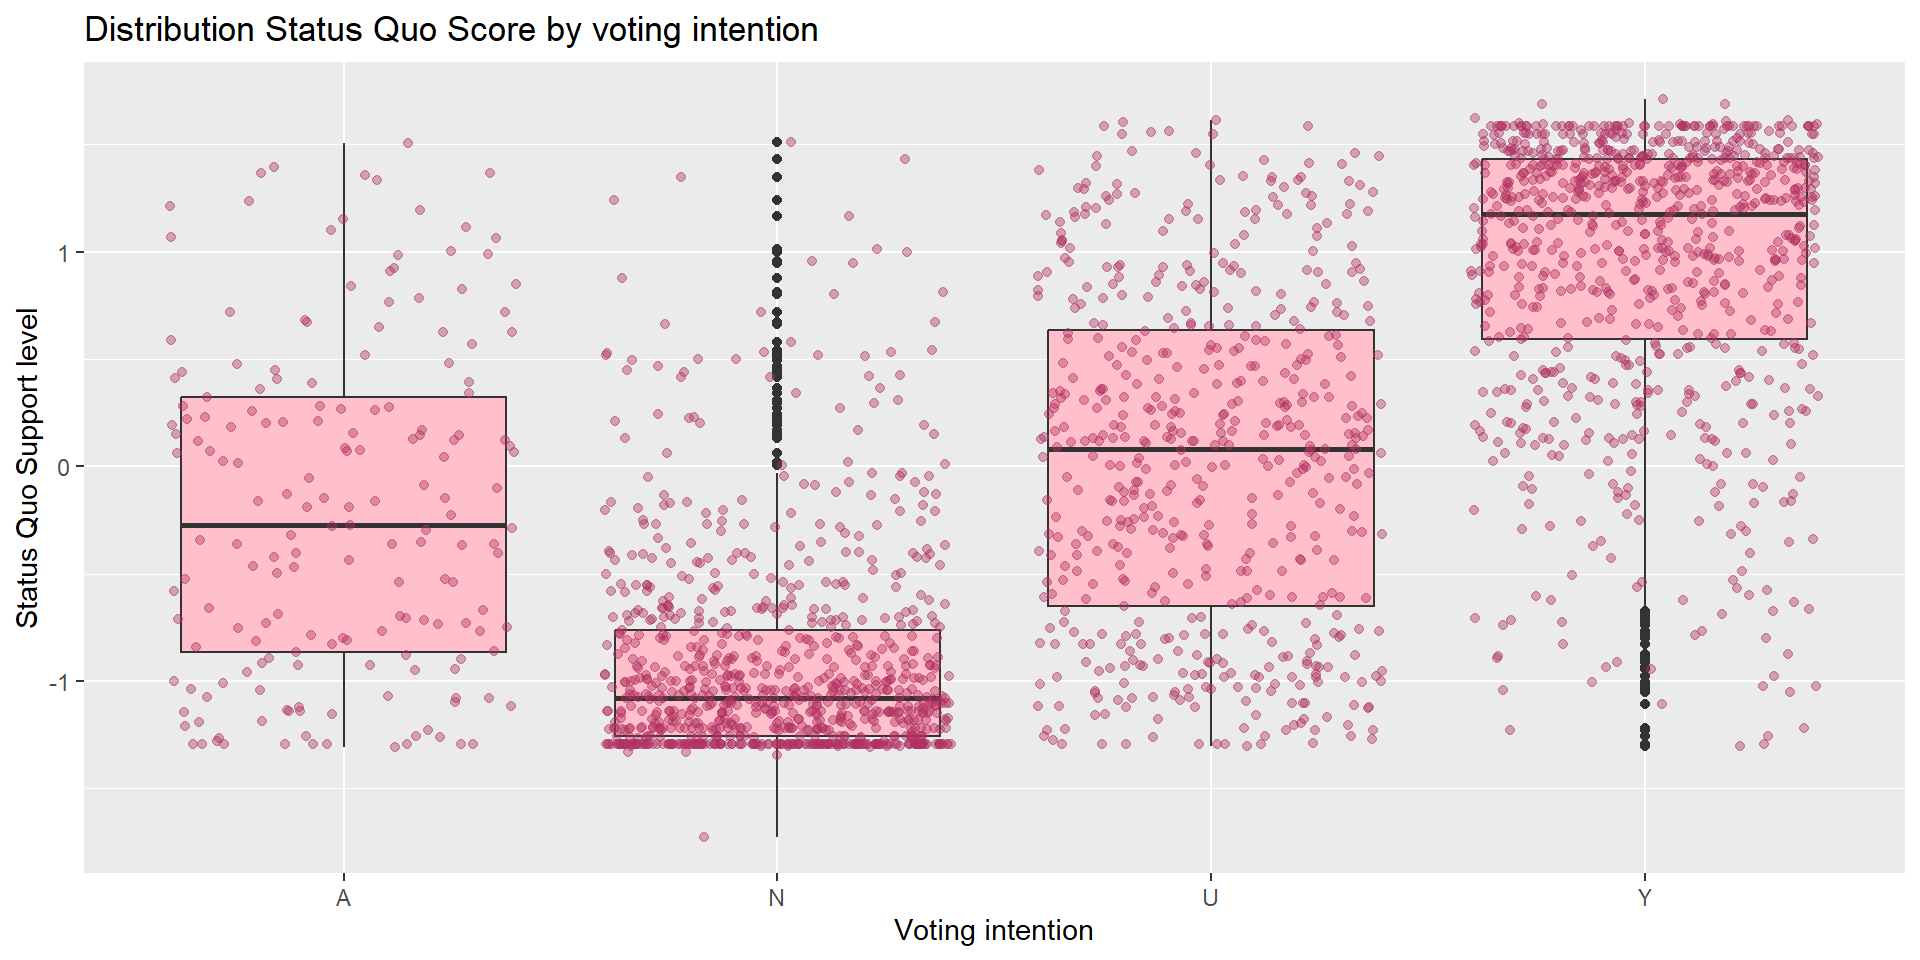 Distribution Status Quo Score by voting intention
Status Quo Support level
1
0
-1
A
N
U
Y
Voting intention